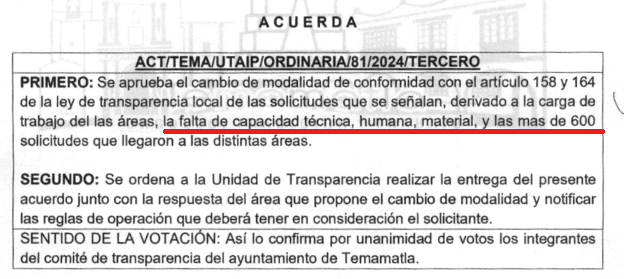 ACUERDA
ACT/TEMA/UTAIP/ORDINARIA/81/2024/TERCERO
PRIMERO: Se aprueba el cambio de modalidad de conformidad con el artículo 158 y 164
de la ley de transparencia local de las solicitudes que se señalan, derivado a la carga de
trabajo del las áreas, la falta de capacidad técnica, humana, material, y las mas de 600
solicitudes que llegaron a las distintas áreas.
SEGUNDO: Se ordena a la Unidad de Transparencia realizar la entrega del presente
acuerdo junto con la respuesta del área que propone el cambio de modalidad y notificar
las reglas de operación que deberá tener en consideración el solicitante.
SENTIDO DE LA VOTACIÓN: Así lo confirma por unanimidad de votos los integrantes
del comité de transparencia del ayuntamiento de Temamatla.